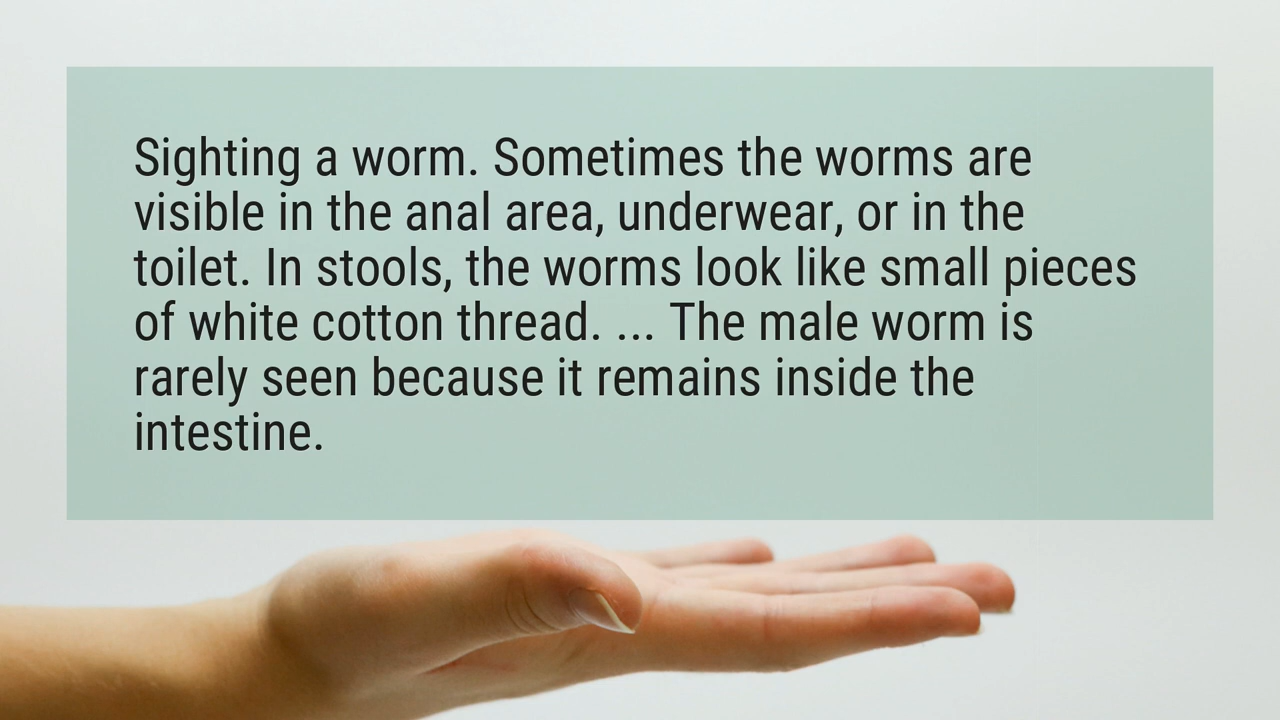 Sighting a worm. Sometimes the worms are
visible in the anal area, underwear, or in the
toilet. In stools, the worms look like small pieces
of white cotton thread. ... The male worm is
rarely seen because it remains inside the
intestine.